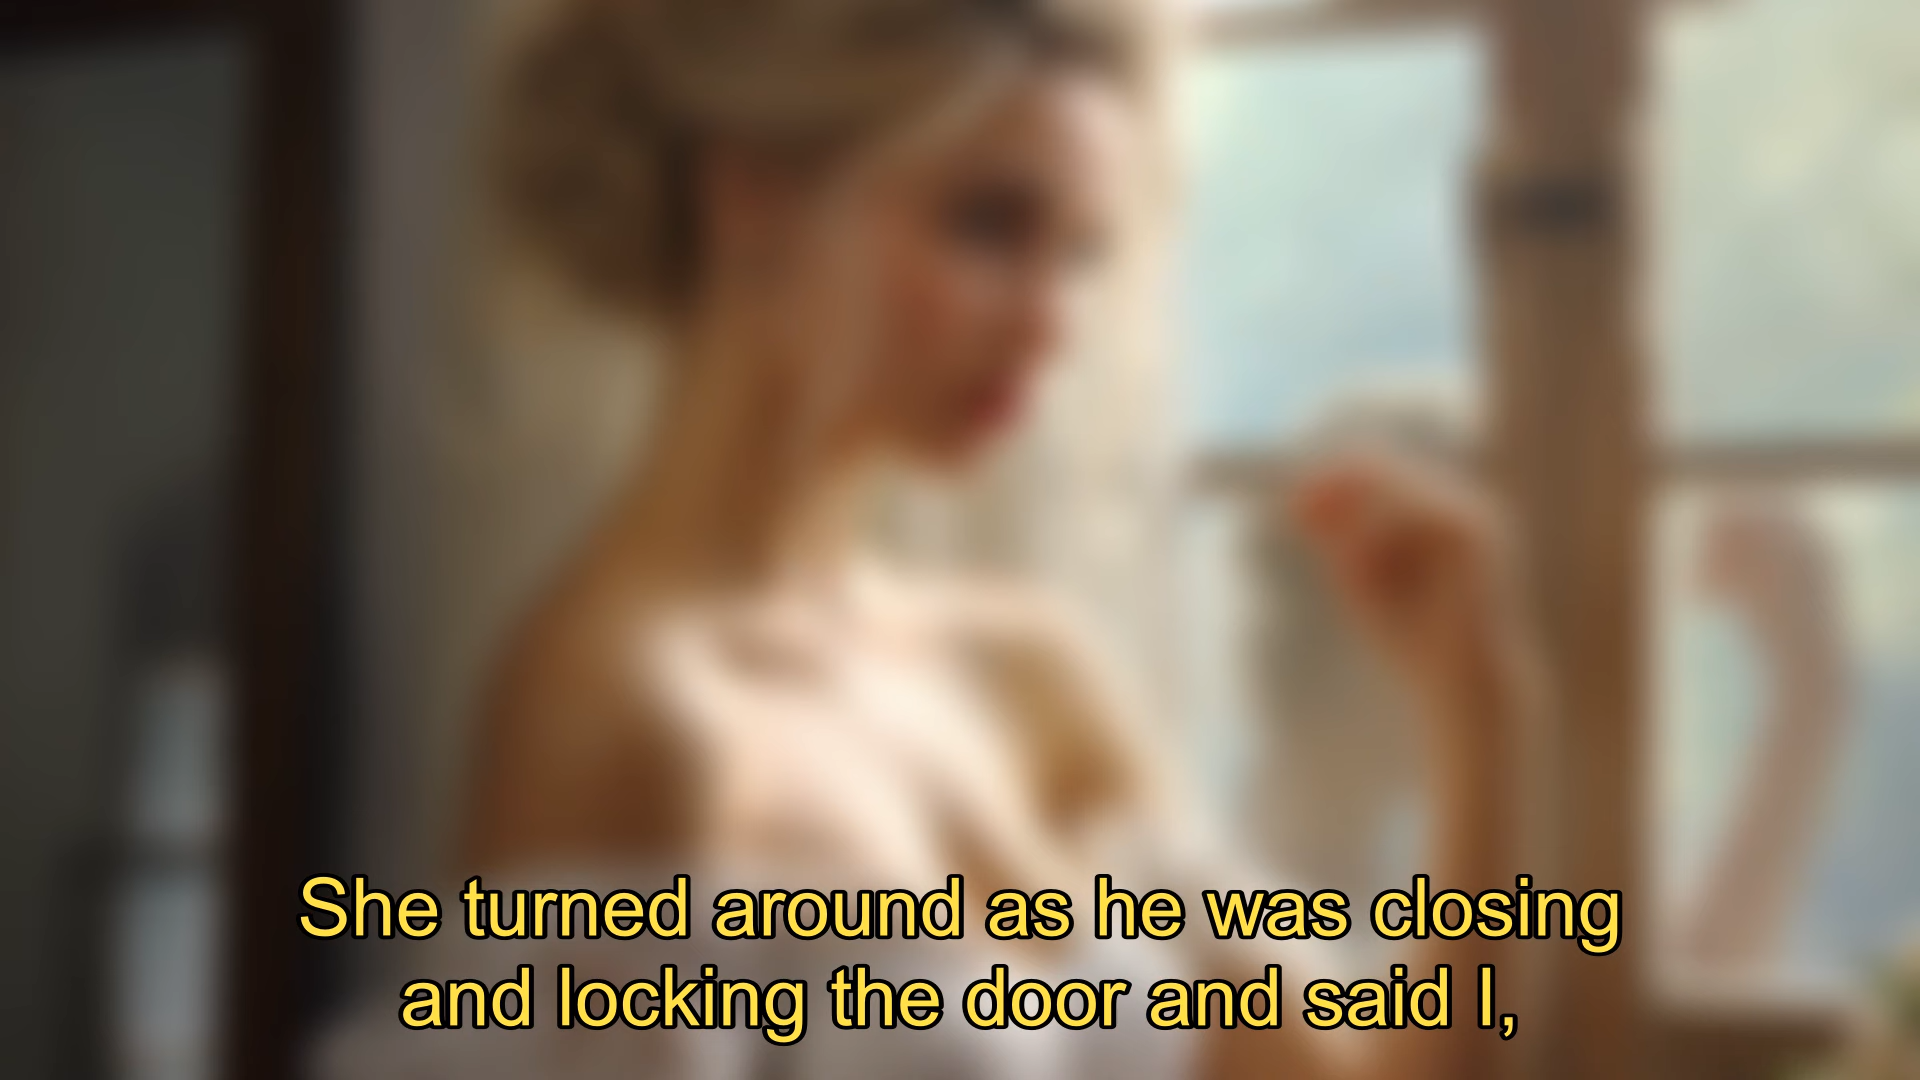 She turned around as he was closing
and locking the door and said I,